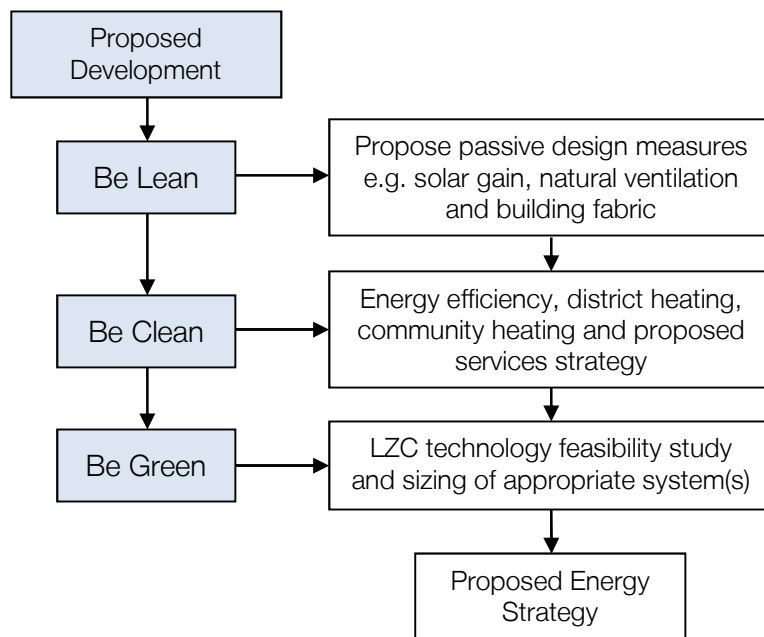 Proposed
Development
Be Lean
Propose passive design measures
e.g. solar gain, natural ventilation
and building fabric
Be Clean
Energy efficiency, district heating,
community heating and proposed
services strategy
Be Green
LZC technology feasibility study
and sizing of appropriate system(s)
Proposed Energy
Strategy